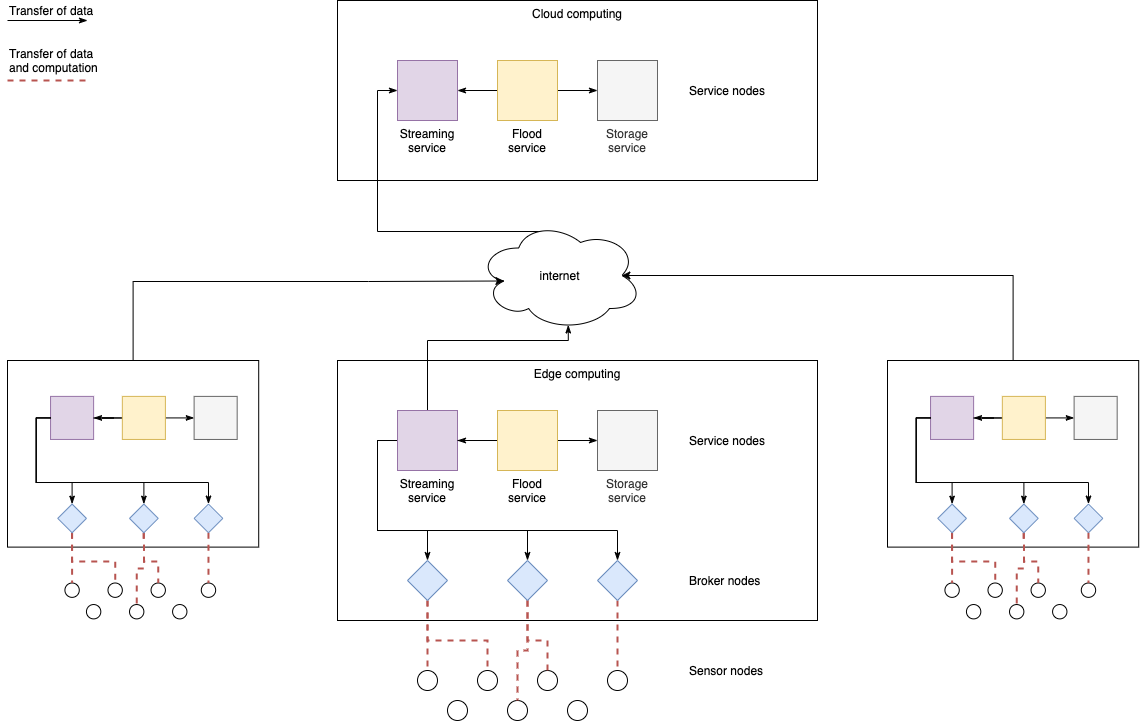 Transfer of data
Transfer of data
and computation
Cloud computing
Service nodes
Streaming
service
Flood
service
Storage
service
internet
Edge computing
Service nodes
Streaming
service
Flood
service
Storage
service
Broker nodes
Sensor nodes